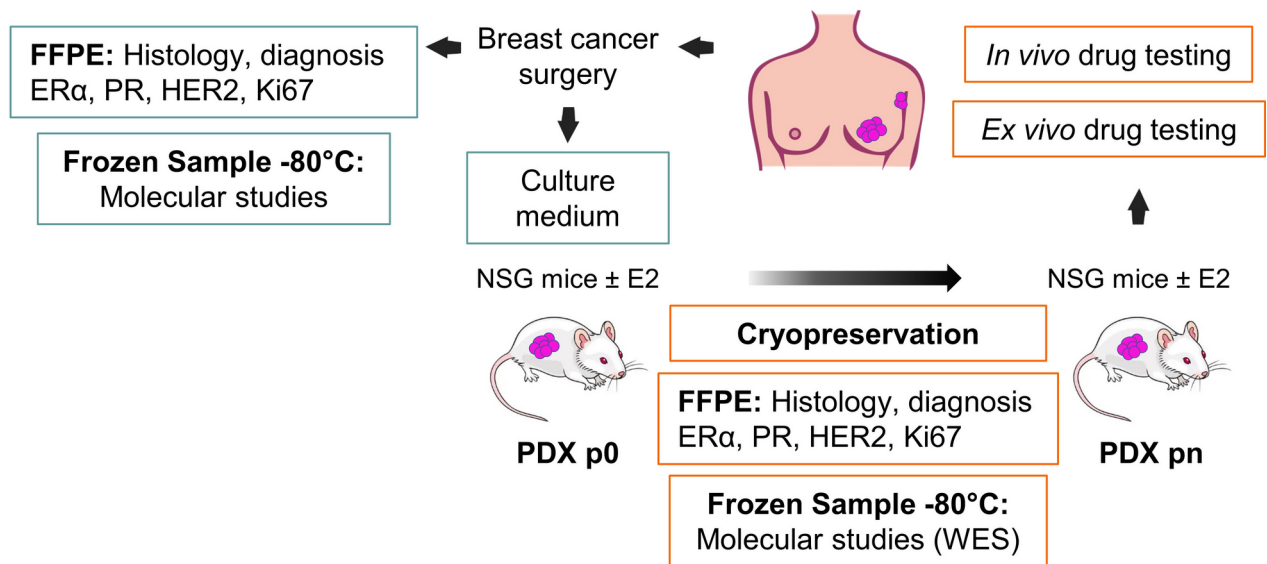 FFPE: Histology, diagnosis
ERα, PR, HER2, Ki67
Frozen Sample -80°C:
Molecular studies
Breast cancer
surgery
Culture
medium
In vivo drug testing
Ex vivo drug testing
NSG mice ± E2
PDX p0
Cryopreservation
FFPE: Histology, diagnosis
ERα, PR, HER2, Ki67
Frozen Sample -80°C:
Molecular studies (WES)
NSG mice ± E2
PDX pn